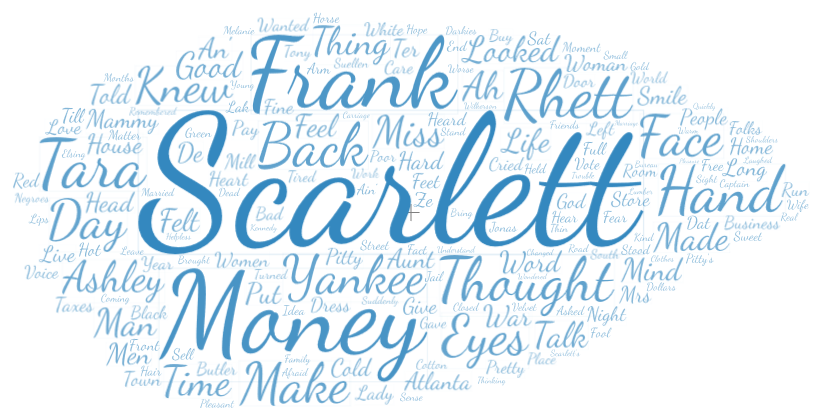 Melanie Wanted Horse
White Hope Darkies
An' Tony Thing Ter End Buy Sat Moment
Good Suellen Looked Small
Knew Young Frank Arm Care Worse Ah Woman Gold
Months Told Lak Fine Wilkerson Rhett Door World Smile
Remembered Carriage Quickly
Till Mammy Green Pay Feel Miss Heard Stand Friends Left People
Love Matter De Back Life Full Face Warm Folks Shoulders
Elsing House Mill Poor Hard Cried Held Vote Home
Red Tara Heart Tired Work Feet Trouble Room Free Long Laughed
Negroes Married Dead Ain' Ze God Store Sight Captain Hand Run
Lips Day Head Felt Scarlett Bring Hear Fear Wife
Helpless Bad Kennedy Jonas Thin Kind Dat Business Real
Live Hot Leave Street Fact Understand Changed Road South Stood Made Sweet
Voice Year Brought Women Pitty Aunt Word Clothes Pitty's
Ashley Turned Yankee Jail Thought Mind
Taxes Coming Put Idea Dress Suddenly Give Closed Velvet Mrs Dollars
Man Black Money Gave War Asked Night
Men Front Sell Family Eyes Talk Fool
Hair Butler Afraid Cold Cotton Pretty Place Scarlett's
Town Time Make Lady Atlanta Thinking
Pleasant Sense